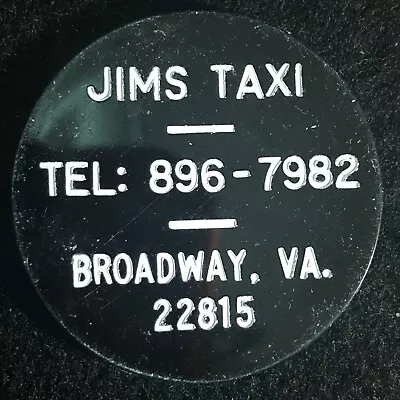 JIMS TAXI
TEL: 896-7982
BROADWAY, VA.
22815